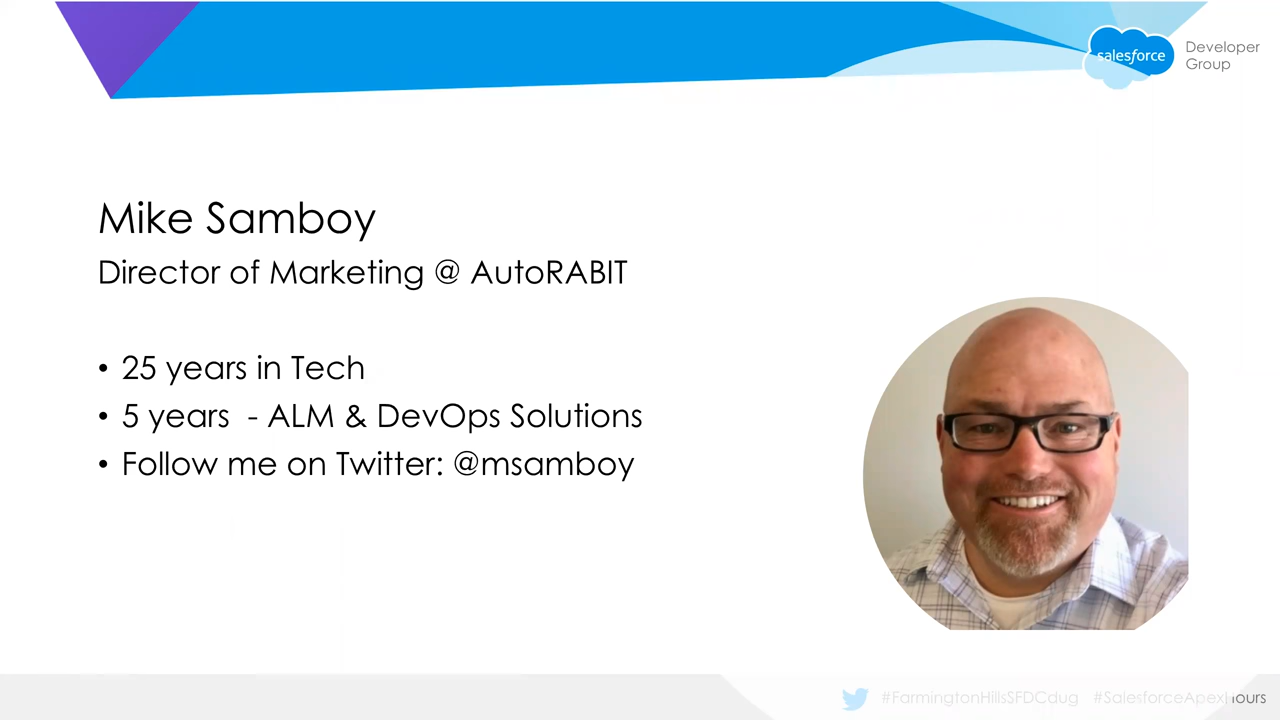 salesforce
Developer
Group
Mike Samboy
Director of Marketing @ AutoRABIT
• 25 years in Tech
• 5 years - ALM & DevOps Solutions
• Follow me on Twitter: @msamboy
#FarmingtonHillsSFDCdug #SalesforceApexHours